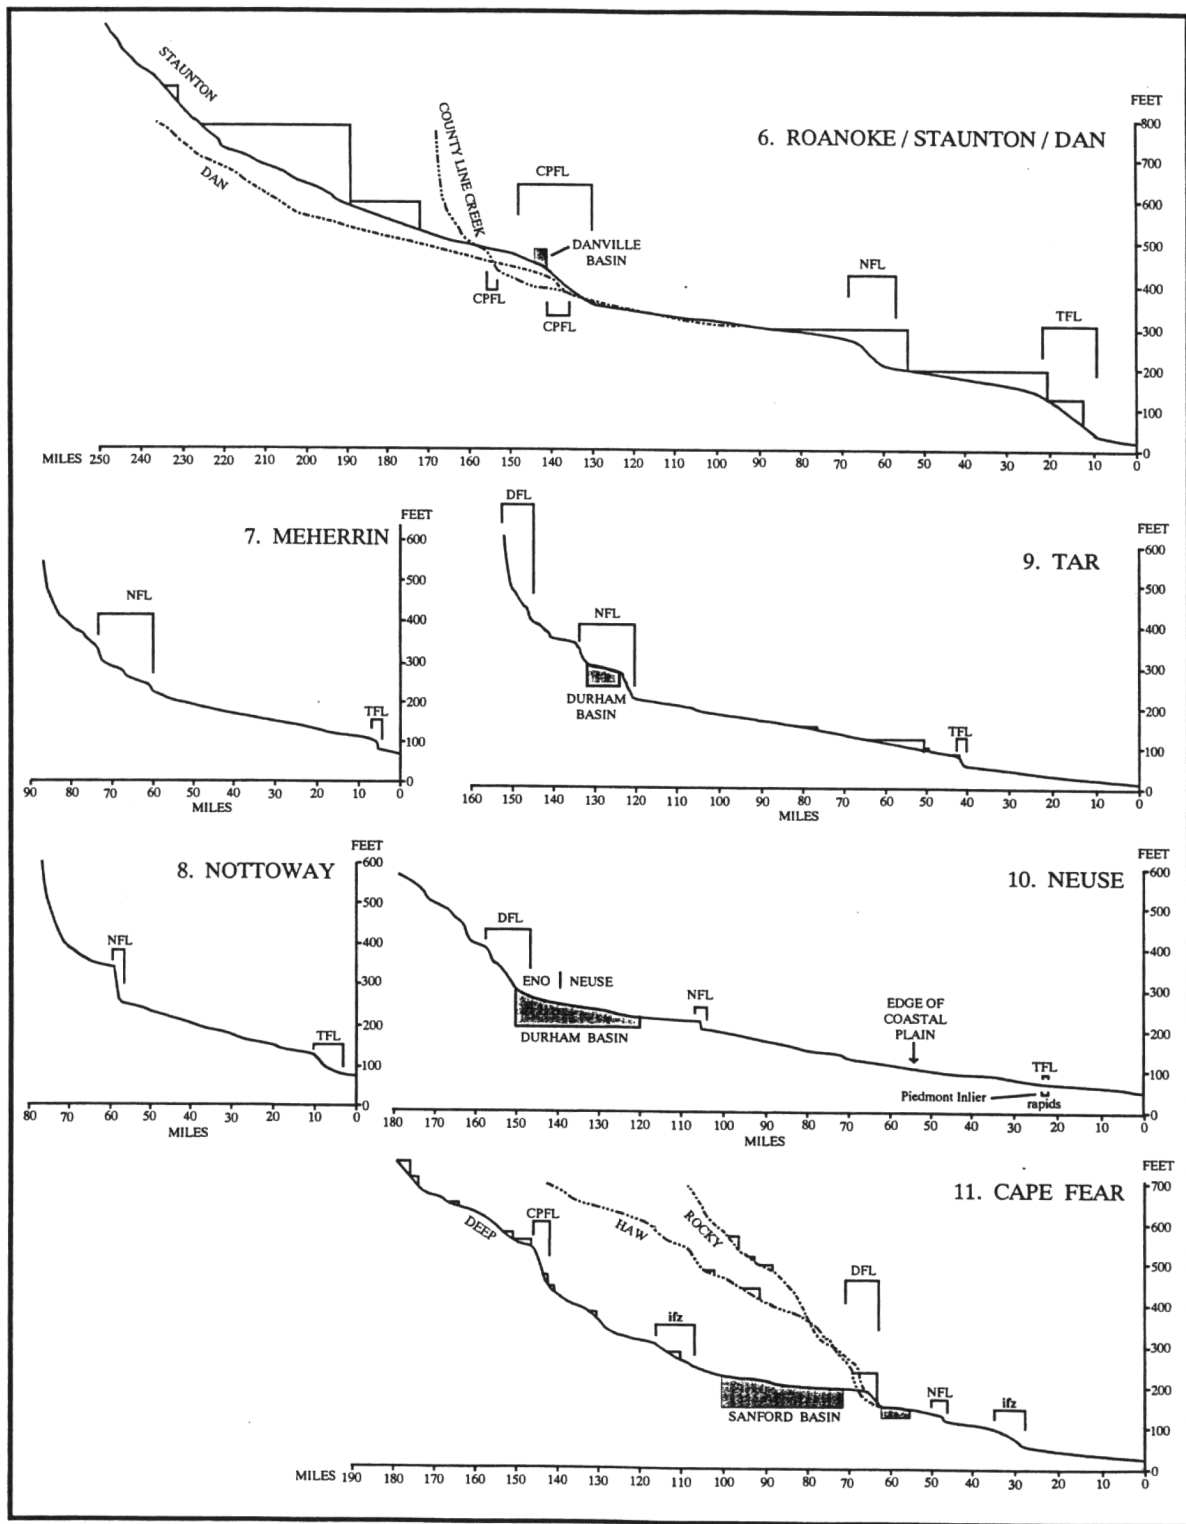 FEET
6. ROANOKE / STAUNTON / DAN
STAUNTON
DAN
COUNTY LINE CREEK
CPFL
DANVILLE
BASIN
CPFL
CPFL
NFL
TFL
800
700
600
500
400
300
200
100
0
MILES 250 240 230 220 210 200 190 180 170 160 150 140 130 120 110 100 90 80 70 60 50 40 30 20 10 0
7. MEHERRIN
FEET
NFL
TFL
600
500
400
300
200
100
0
90 80 70 60 50 40 30 20 10 0
MILES
9. TAR
FEET
DFL
NFL
DURHAM
BASIN
TFL
600
500
400
300
200
100
0
160 150 140 130 120 110 100 90 80 70 60 50 40 30 20 10 0
MILES
8. NOTTOWAY
FEET
NFL
TFL
600
500
400
300
200
100
0
80 70 60 50 40 30 20 10 0
MILES
10. NEUSE
FEET
DFL
ENO NEUSE
DURHAM BASIN
NFL
EDGE OF
COASTAL
PLAIN
TFL
Piedmont Inlier
rapids
600
500
400
300
200
100
0
180 170 160 150 140 130 120 110 100 90 80 70 60 50 40 30 20 10 0
MILES
11. CAPE FEAR
FEET
DEEP
CPFL
HAW
ROCKY
DFL
ifz
SANFORD BASIN
NFL
ifz
700
600
500
400
300
200
100
0
MILES 190 180 170 160 150 140 130 120 110 100 90 80 70 60 50 40 30 20 10 0